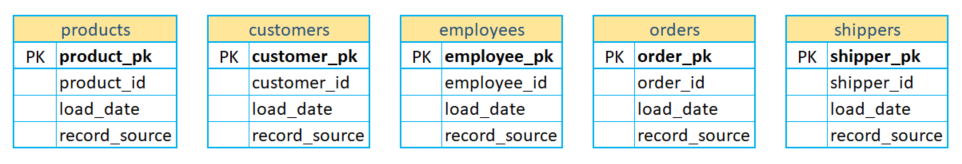 products
PK product_pk
product_id
load_date
record_source
customers
PK customer_pk
customer_id
load_date
record_source
employees
PK employee_pk
employee_id
load_date
record_source
orders
PK order_pk
order_id
load_date
record_source
shippers
PK shipper_pk
shipper_id
load_date
record_source